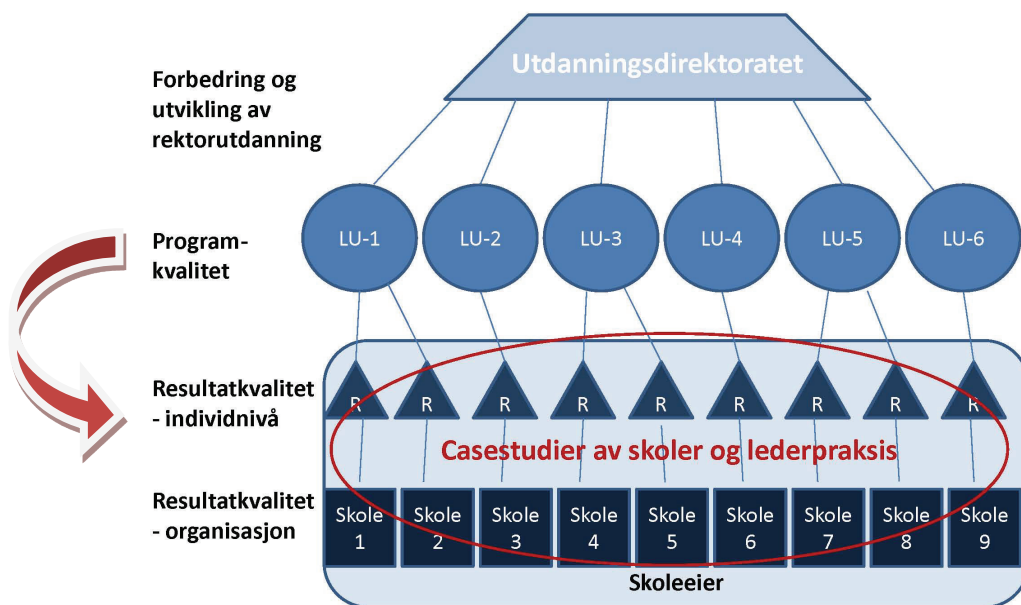 Utdanningsdirektoratet
Forbedring og
utvikling av
rektorutdanning
Program-
kvalitet
LU-1 LU-2 LU-3 LU-4 LU-5 LU-6
Resultatkvalitet
- individnivå
R R R R R R R R R
Casestudier av skoler og lederpraksis
Resultatkvalitet
- organisasjon
Skole Skole Skole Skole Skole Skole Skole Skole Skole
1 2 3 4 5 6 7 8 9
Skoleeier